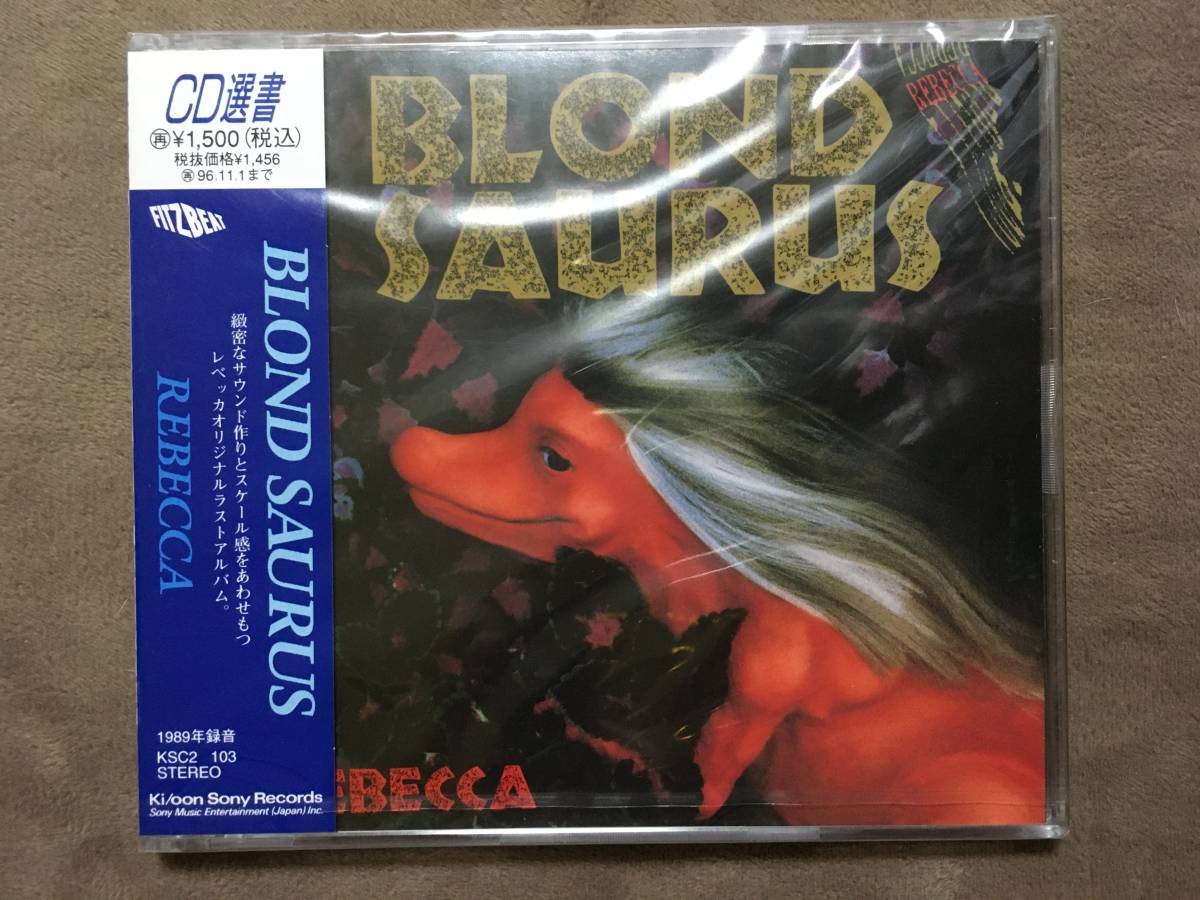 CD選書
再¥1,500(税込)
税抜価格¥1,456
再96.11.1まで
FITZBEAT
BLOND SAURUS
緻密なサウンド作りとスケール感をあわせもつ
レベッカオリジナルラストアルバム。
REBECCA
1989年録音
KSC2 103
STEREO
Ki/oon Sony Records
Sony Music Entertainment (Japan) Inc.
BLOND
SAURUS
REBECCA
EBECCA